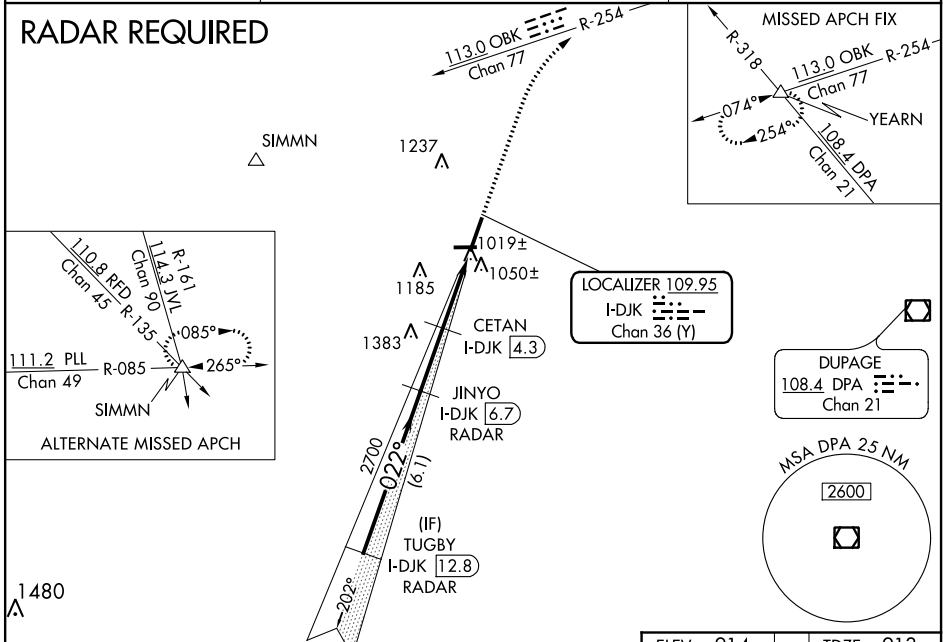 RADAR REQUIRED
113.0 OBK R-254
Chan 77
SIMMN
1237
MISSED APCH FIX
R-318
113.0 OBK R-254
Chan 77
074°
254°
YEARN
108.4 DPA
Chan 21
110.8 RFD R-135
Chan 45
R-161
114.3 JVL
Chan 90
085°
265°
111.2 PLL R-085
Chan 49
SIMMN
ALTERNATE MISSED APCH
1019±
1050±
1185
1383
LOCALIZER 109.95
I-DJK
Chan 36 (Y)
CETAN
I-DJK 4.3
JINYO
I-DJK 6.7
RADAR
DUPAGE
108.4 DPA
Chan 21
2700
022°
(6.1)
(IF)
TUGBY
I-DJK 12.8
RADAR
202°
MSA DPA 25 NM
2600
1480
ELEV 914 TDZE 913